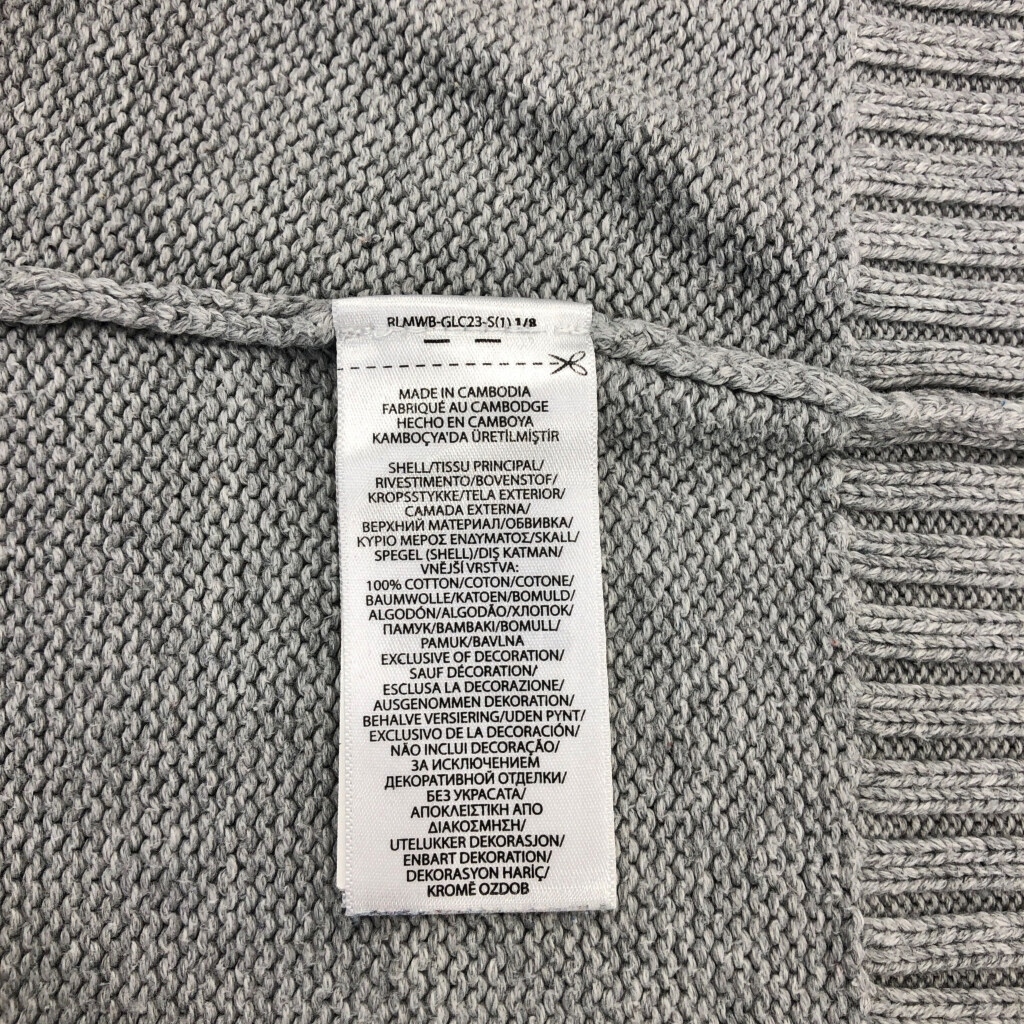 RLMWB-GLC23-S(1) 1/8
MADE IN CAMBODIA
FABRIQUÉ AU CAMBODGE
HECHO EN CAMBOYA
KAMBOÇYA'DA ÜRETİLMİŞTİR
SHELL/TISSU PRINCIPAL/
RIVESTIMENTO/BOVENSTOF/
KROPSSTYKKE/TELA EXTERIOR/
CAMADA EXTERNA/
ВЕРХНИЙ МАТЕРИАЛ/ОБВИВКА/
ΚΥΡΙΟ ΜΕΡΟΣ ΕΝΔΥΜΑΤΟΣ/SKALL/
SPEGEL (SHELL)/DIŞ KATMAN/
VNĚJŠÍ VRSTVA:
100% COTTON/COTON/COTONE/
BAUMWOLLE/KATOEN/BOMULD/
ALGODÓN/ALGODÃO/ХЛОПОК/
ПАМУК/ΒΑΜΒΑΚΙ/BOMULL/
PAMUK/BAVLNA
EXCLUSIVE OF DECORATION/
SAUF DÉCORATION/
ESCLUSA LA DECORAZIONE/
AUSGENOMMEN DEKORATION/
BEHALVE VERSIERING/UDEN PYNT/
EXCLUSIVO DE LA DECORACIÓN/
NÃO INCLUI DECORAÇÃO/
ЗА ИСКЛЮЧЕНИЕМ
ДЕКОРАТИВНОЙ ОТДЕЛКИ/
БЕЗ УКРАСАТА/
ΑΠΟΚΛΕΙΣΤΙΚΗ ΑΠΟ
ΔΙΑΚΟΣΜΗΣΗ/
UTELUKKER DEKORASJON/
ENBART DEKORATION/
DEKORASYON HARİÇ/
KROMĚ OZDOB